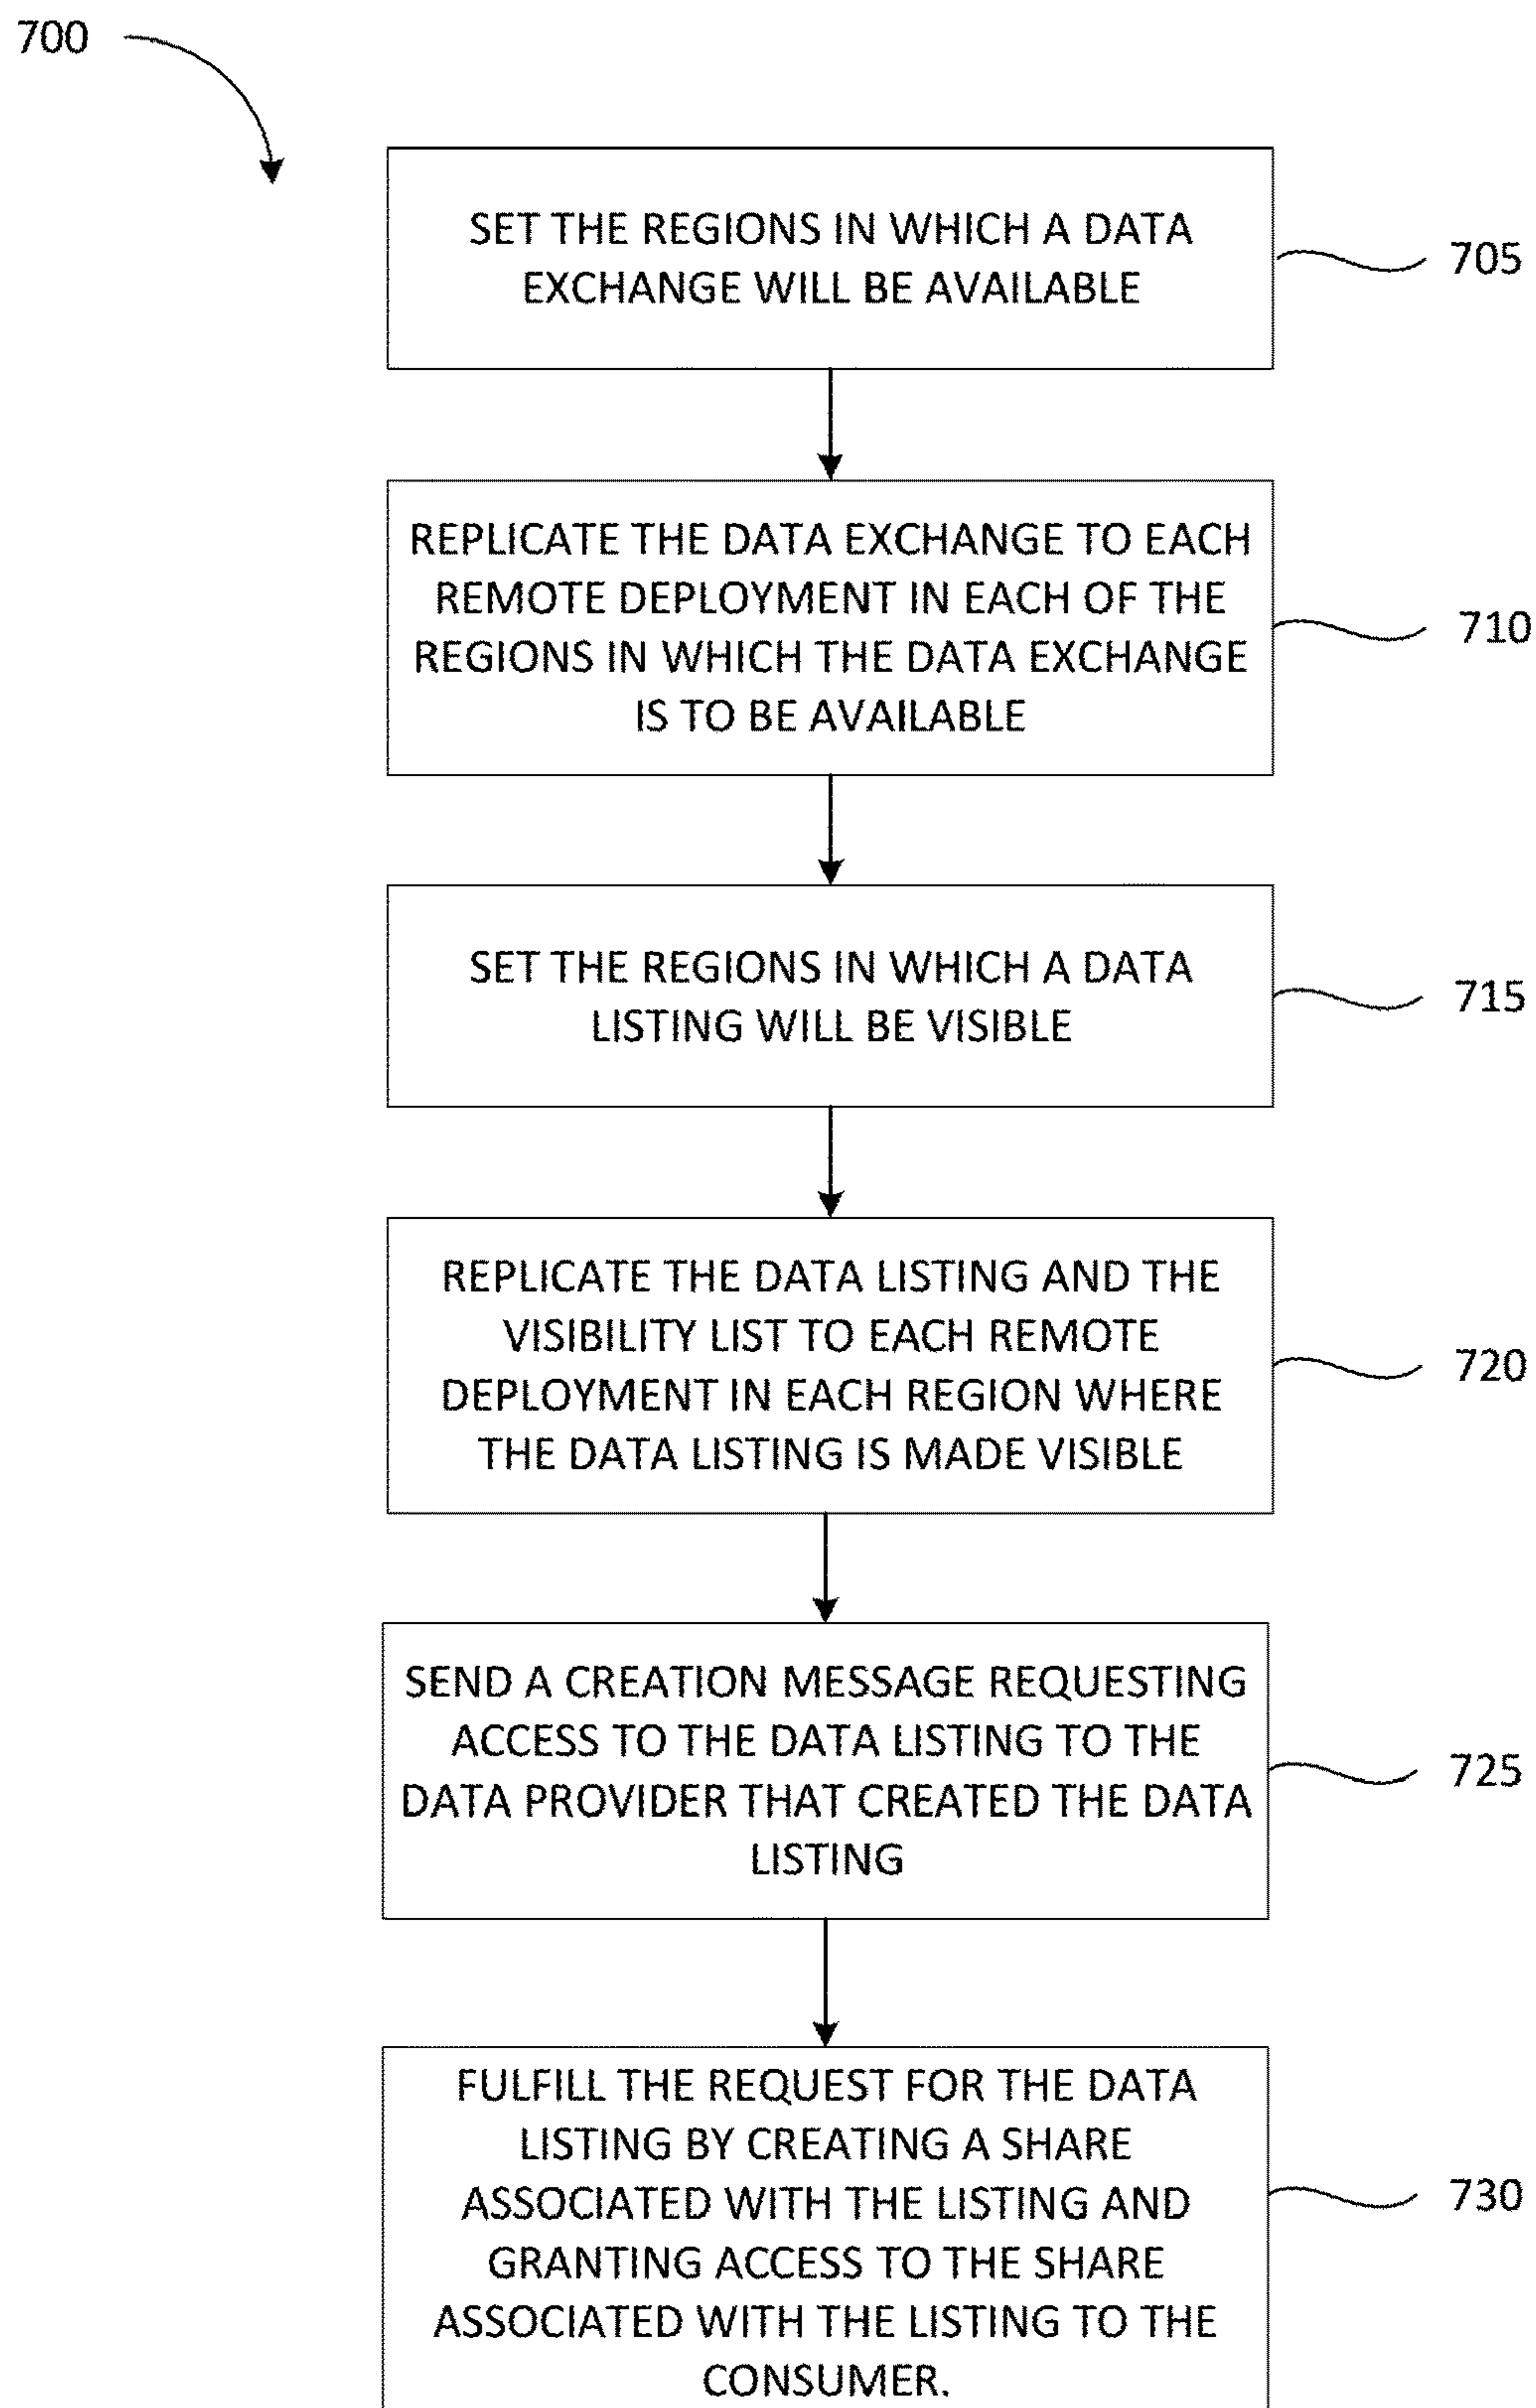 700
SET THE REGIONS IN WHICH A DATA
EXCHANGE WILL BE AVAILABLE
705
REPLICATE THE DATA EXCHANGE TO EACH
REMOTE DEPLOYMENT IN EACH OF THE
REGIONS IN WHICH THE DATA EXCHANGE
IS TO BE AVAILABLE
710
SET THE REGIONS IN WHICH A DATA
LISTING WILL BE VISIBLE
715
REPLICATE THE DATA LISTING AND THE
VISIBILITY LIST TO EACH REMOTE
DEPLOYMENT IN EACH REGION WHERE
THE DATA LISTING IS MADE VISIBLE
720
SEND A CREATION MESSAGE REQUESTING
ACCESS TO THE DATA LISTING TO THE
DATA PROVIDER THAT CREATED THE DATA
LISTING
725
FULFILL THE REQUEST FOR THE DATA
LISTING BY CREATING A SHARE
ASSOCIATED WITH THE LISTING AND
GRANTING ACCESS TO THE SHARE
ASSOCIATED WITH THE LISTING TO THE
CONSUMER.
730